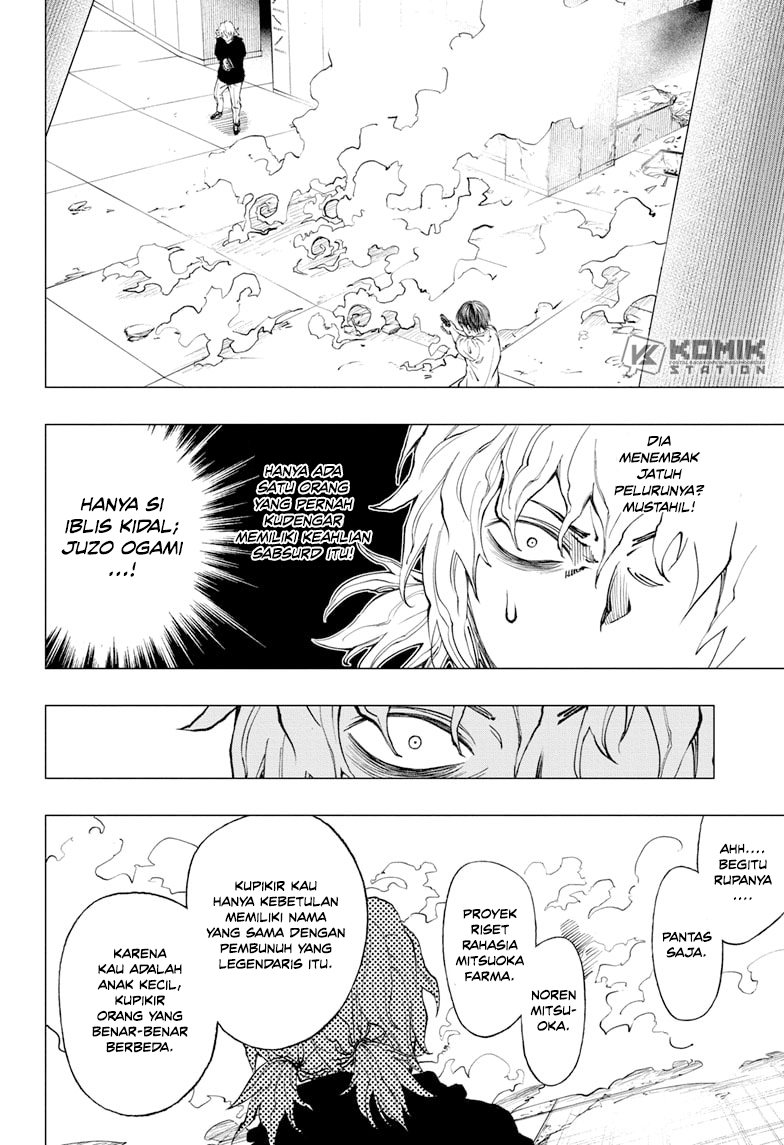 KOMIK
STATION
DIA
MENEMBAK
JATUH
PELURUNYA?
MUSTAHIL!
HANYA ADA
SATU ORANG
YANG PERNAH
KUDENGAR
MEMILIKI KEAHLIAN
SABSURD ITU!
HANYA SI
IBLIS KIDAL;
JUZO OGAMI
...!
AHH....
BEGITU
RUPANYA
....
PANTAS
SAJA.
NOREN
MITSU-
OKA.
PROYEK
RISET
RAHASIA
MITSUOKA
FARMA.
KUPIKIR KAU
HANYA KEBETULAN
MEMILIKI NAMA
YANG SAMA DENGAN
PEMBUNUH YANG
LEGENDARIS ITU.
KARENA
KAU ADALAH
ANAK KECIL,
KUPIKIR
ORANG YANG
BENAR-BENAR
BERBEDA.